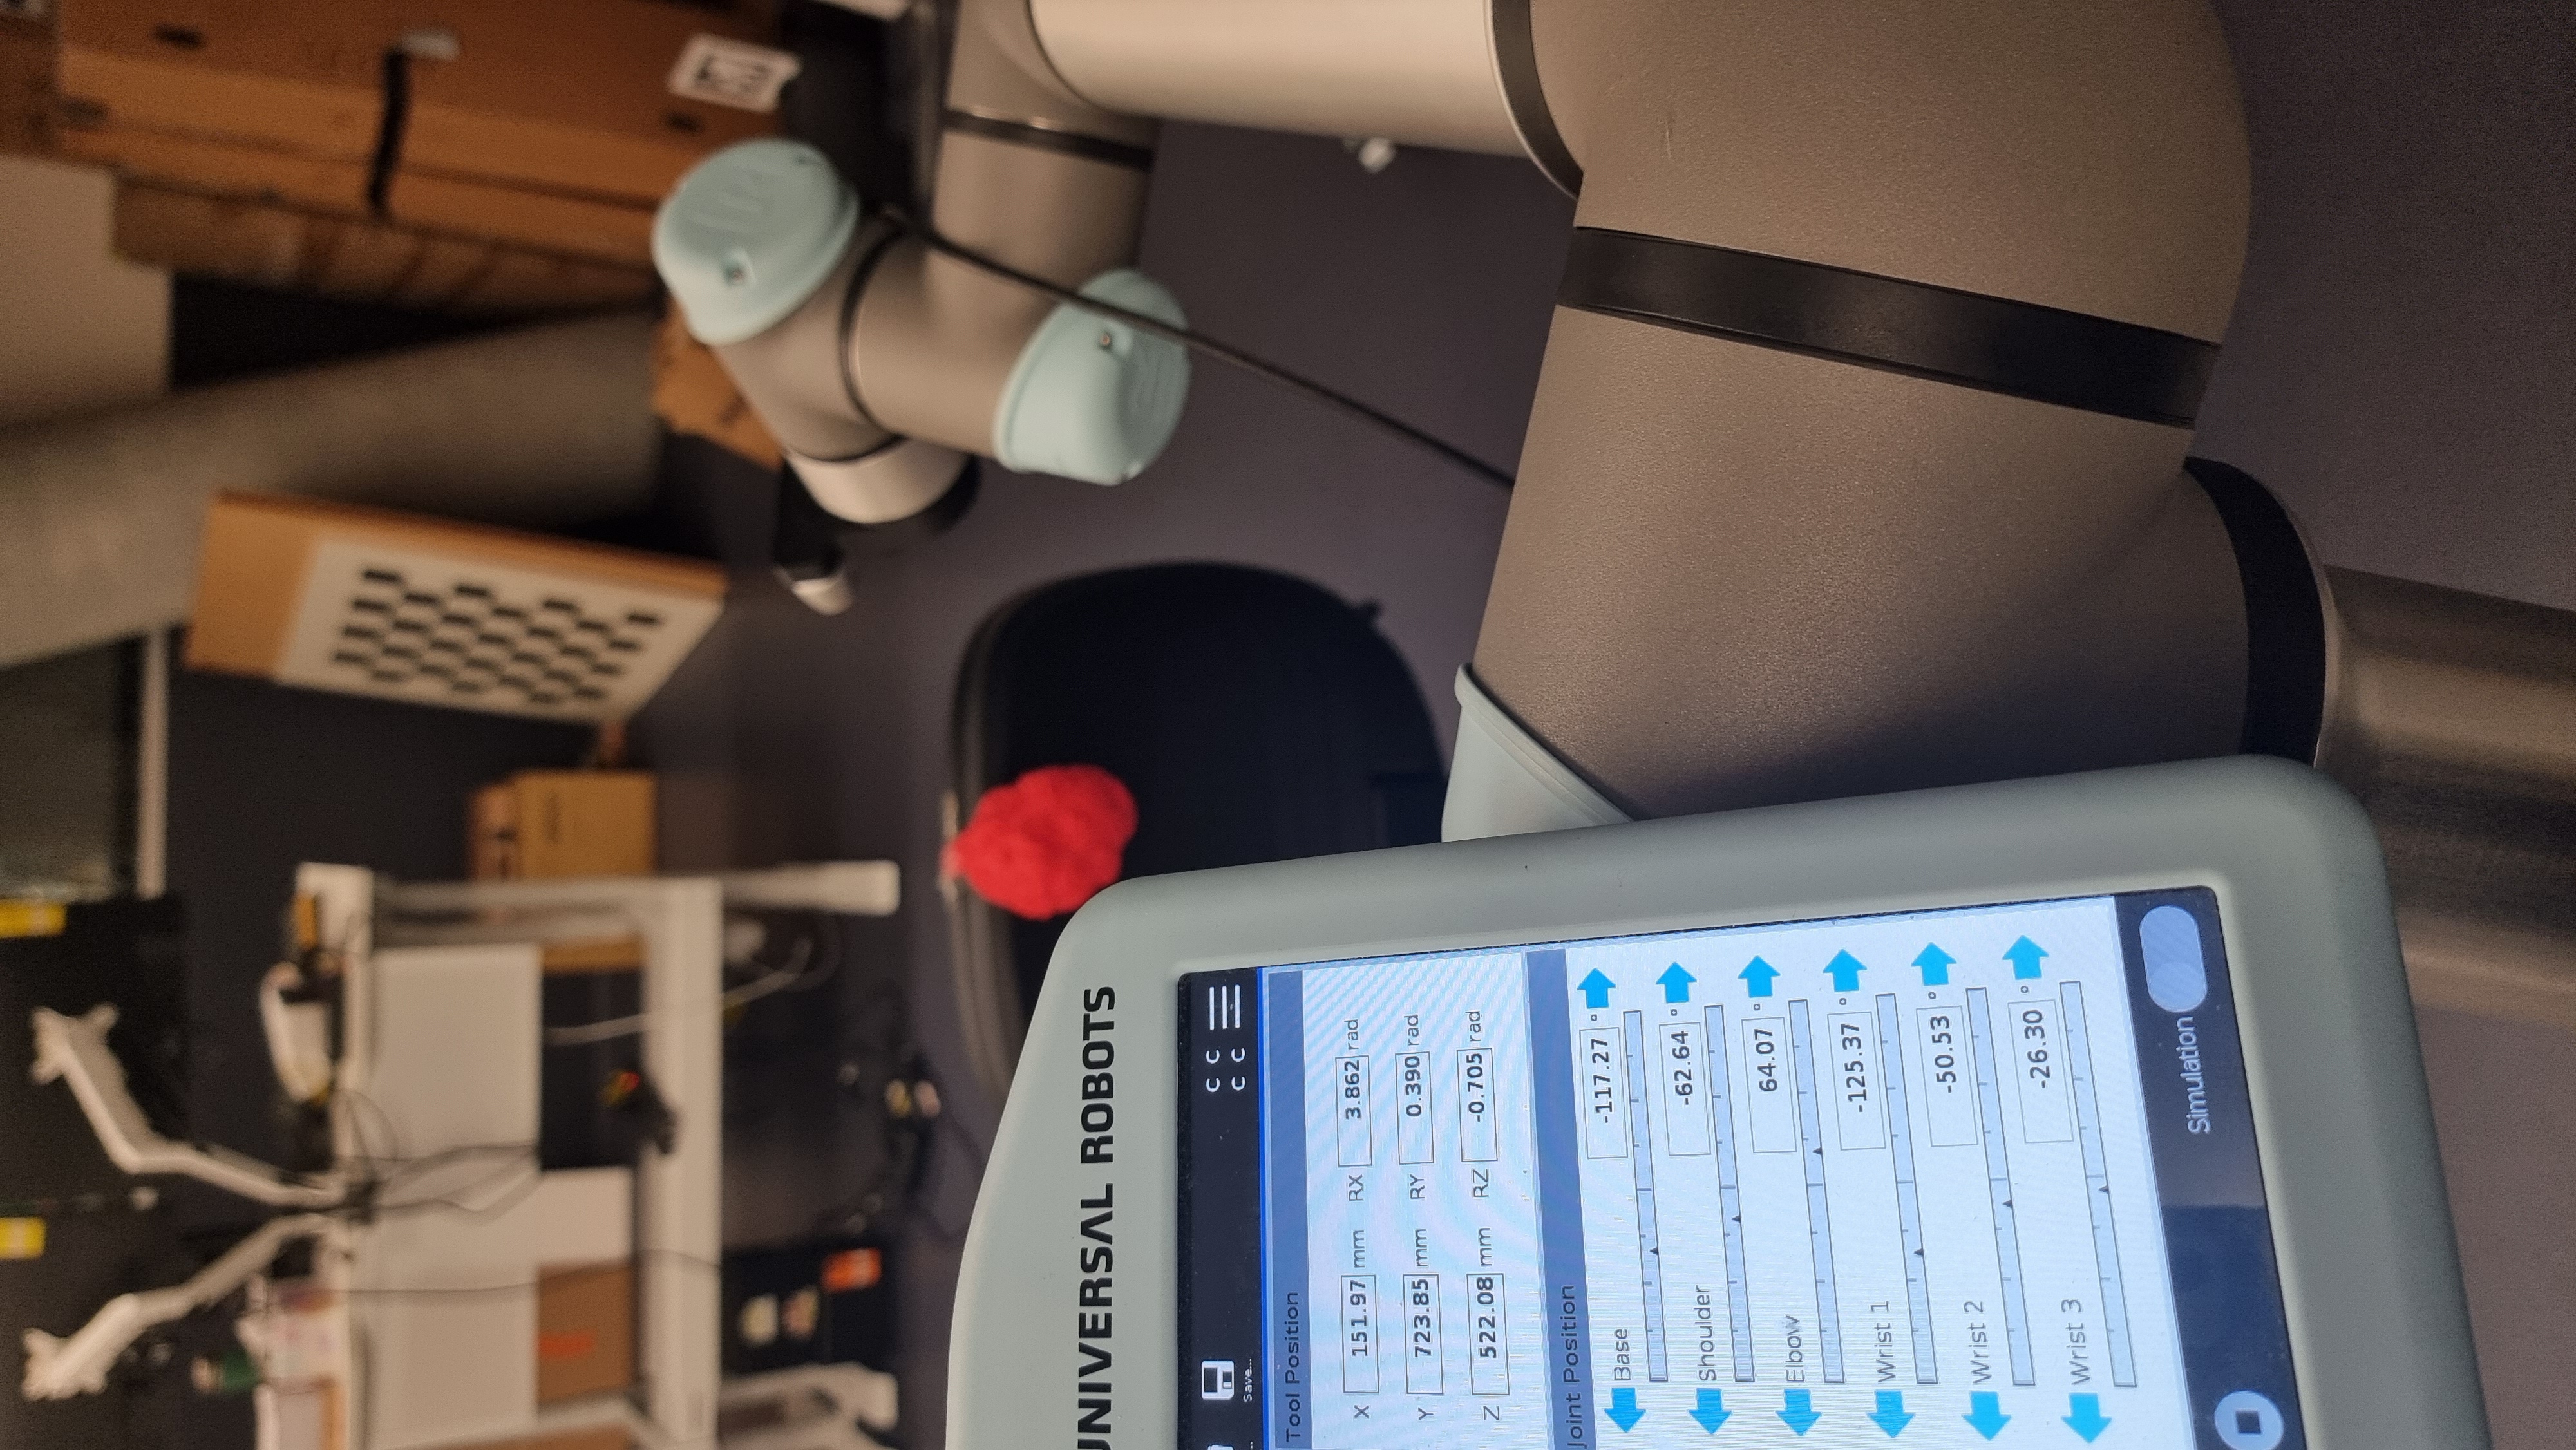 UNIVERSAL ROBOTS
Save...
C C
C C
Tool Position
X 151.97 mm RX 3.862 rad
Y 723.85 mm RY 0.390 rad
Z 522.08 mm RZ -0.705 rad
Joint Position
Base -117.27 °
Shoulder -62.64 °
Elbow 64.07 °
Wrist 1 -125.37 °
Wrist 2 -50.53 °
Wrist 3 -26.30 °
Simulation